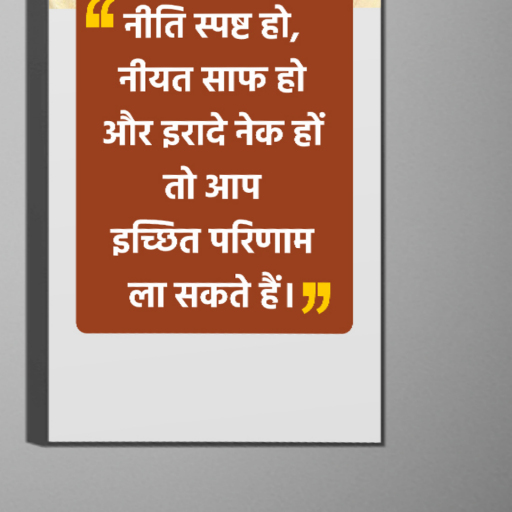 “नीति स्पष्ट हो,
नीयत साफ हो
और इरादे नेक हों
तो आप
इच्छित परिणाम
ला सकते हैं।”